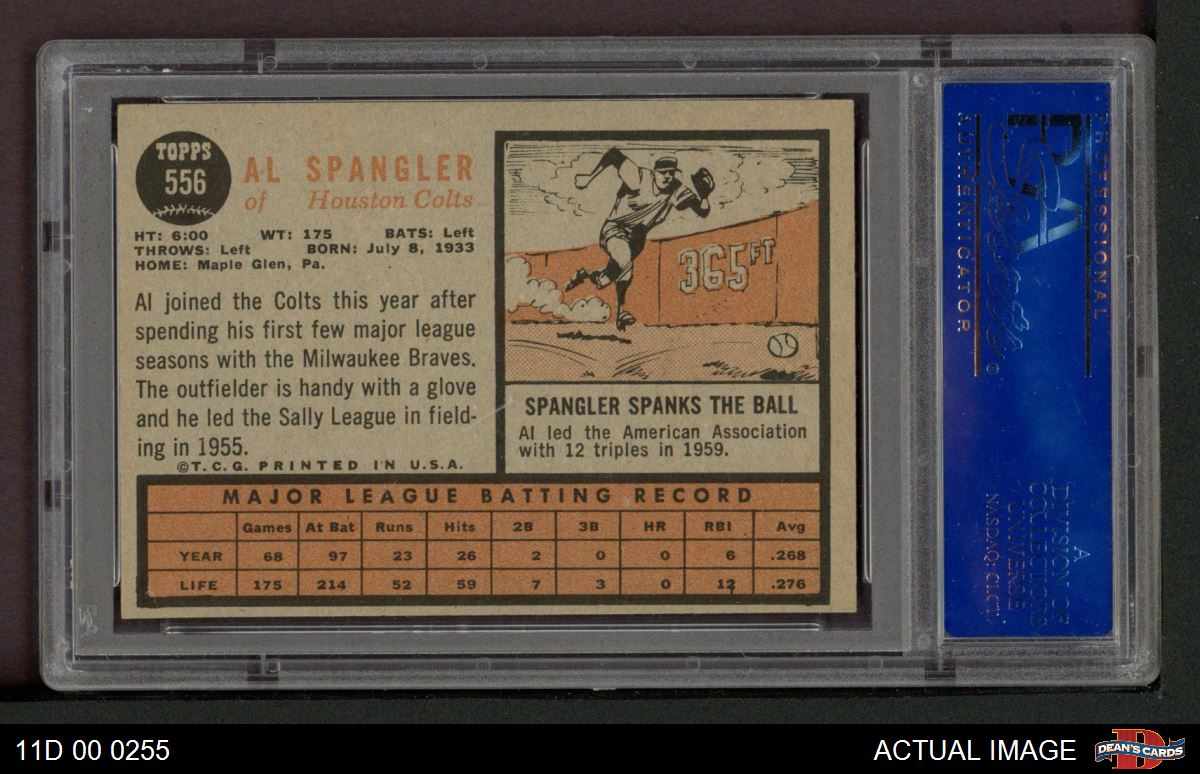 TOPPS
556
AL SPANGLER
of Houston Colts
HT: 6:00 WT: 175 BATS: Left
THROWS: Left BORN: July 8, 1933
HOME: Maple Glen, Pa.
Al joined the Colts this year after
spending his first few major league
seasons with the Milwaukee Braves.
The outfielder is handy with a glove
and he led the Sally League in field-
ing in 1955.
©T.C.G. PRINTED IN U.S.A.
365FT
SPANGLER SPANKS THE BALL
Al led the American Association
with 12 triples in 1959.
MAJOR LEAGUE BATTING RECORD
Games At Bat Runs Hits 2B 3B HR RBI Avg
YEAR 68 97 23 26 2 0 0 6 .268
LIFE 175 214 52 59 7 3 0 12 .276
PROFESSIONAL
PSA
AUTHENTICATOR
A
DIVISION OF
COLLECTORS
UNIVERSE
NASDAQ: CLCT
11D 00 0255
ACTUAL IMAGE
DEAN'S CARDS